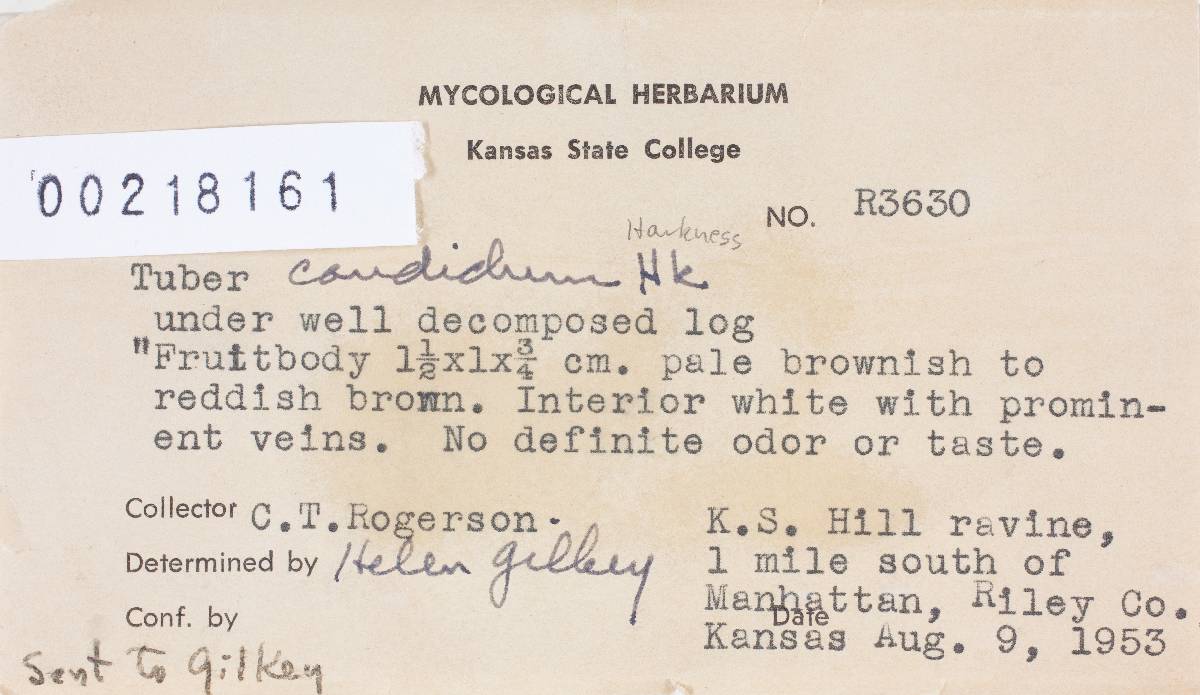 MYCOLOGICAL HERBARIUM
Kansas State College
00218161
NO. R3630
Harkness
Tuber candidum Hk
under well decomposed log
"Fruitbody 1½x1x¾ cm. pale brownish to
reddish brown. Interior white with promin-
ent veins. No definite odor or taste.
Collector C.T.Rogerson.
K.S. Hill ravine,
Determined by Helen Gilkey
1 mile south of
Manhattan, Riley Co.
Conf. by
Date
Kansas Aug. 9, 1953
Sent to Gilkey